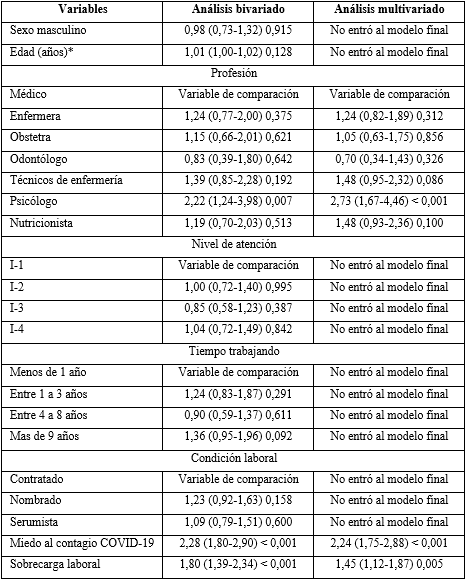 Variables Análisis bivariado Análisis multivariado
Sexo masculino 0,98 (0,73-1,32) 0,915 No entró al modelo final
Edad (años)* 1,01 (1,00-1,02) 0,128 No entró al modelo final
Profesión
Médico Variable de comparación Variable de comparación
Enfermera 1,24 (0,77-2,00) 0,375 1,24 (0,82-1,89) 0,312
Obstetra 1,15 (0,66-2,01) 0,621 1,05 (0,63-1,75) 0,856
Odontólogo 0,83 (0,39-1,80) 0,642 0,70 (0,34-1,43) 0,326
Técnicos de enfermería 1,39 (0,85-2,28) 0,192 1,48 (0,95-2,32) 0,086
Psicólogo 2,22 (1,24-3,98) 0,007 2,73 (1,67-4,46) < 0,001
Nutricionista 1,19 (0,70-2,03) 0,513 1,48 (0,93-2,36) 0,100
Nivel de atención
I-1 Variable de comparación No entró al modelo final
I-2 1,00 (0,72-1,40) 0,995 No entró al modelo final
I-3 0,85 (0,58-1,23) 0,387 No entró al modelo final
I-4 1,04 (0,72-1,49) 0,842 No entró al modelo final
Tiempo trabajando
Menos de 1 año Variable de comparación No entró al modelo final
Entre 1 a 3 años 1,24 (0,83-1,87) 0,291 No entró al modelo final
Entre 4 a 8 años 0,90 (0,59-1,37) 0,611 No entró al modelo final
Mas de 9 años 1,36 (0,95-1,96) 0,092 No entró al modelo final
Condición laboral
Contratado Variable de comparación No entró al modelo final
Nombrado 1,23 (0,92-1,63) 0,158 No entró al modelo final
Serumista 1,09 (0,79-1,51) 0,600 No entró al modelo final
Miedo al contagio COVID-19 2,28 (1,80-2,90) < 0,001 2,24 (1,75-2,88) < 0,001
Sobrecarga laboral 1,80 (1,39-2,34) < 0,001 1,45 (1,12-1,87) 0,005